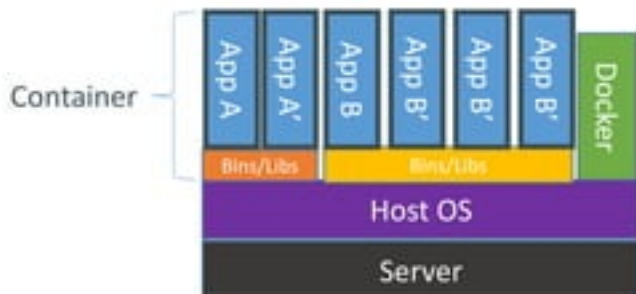 Container
App A
App A'
App B
App B'
App B'
App B'
Docker
Bins/Libs
Bins/Libs
Host OS
Server